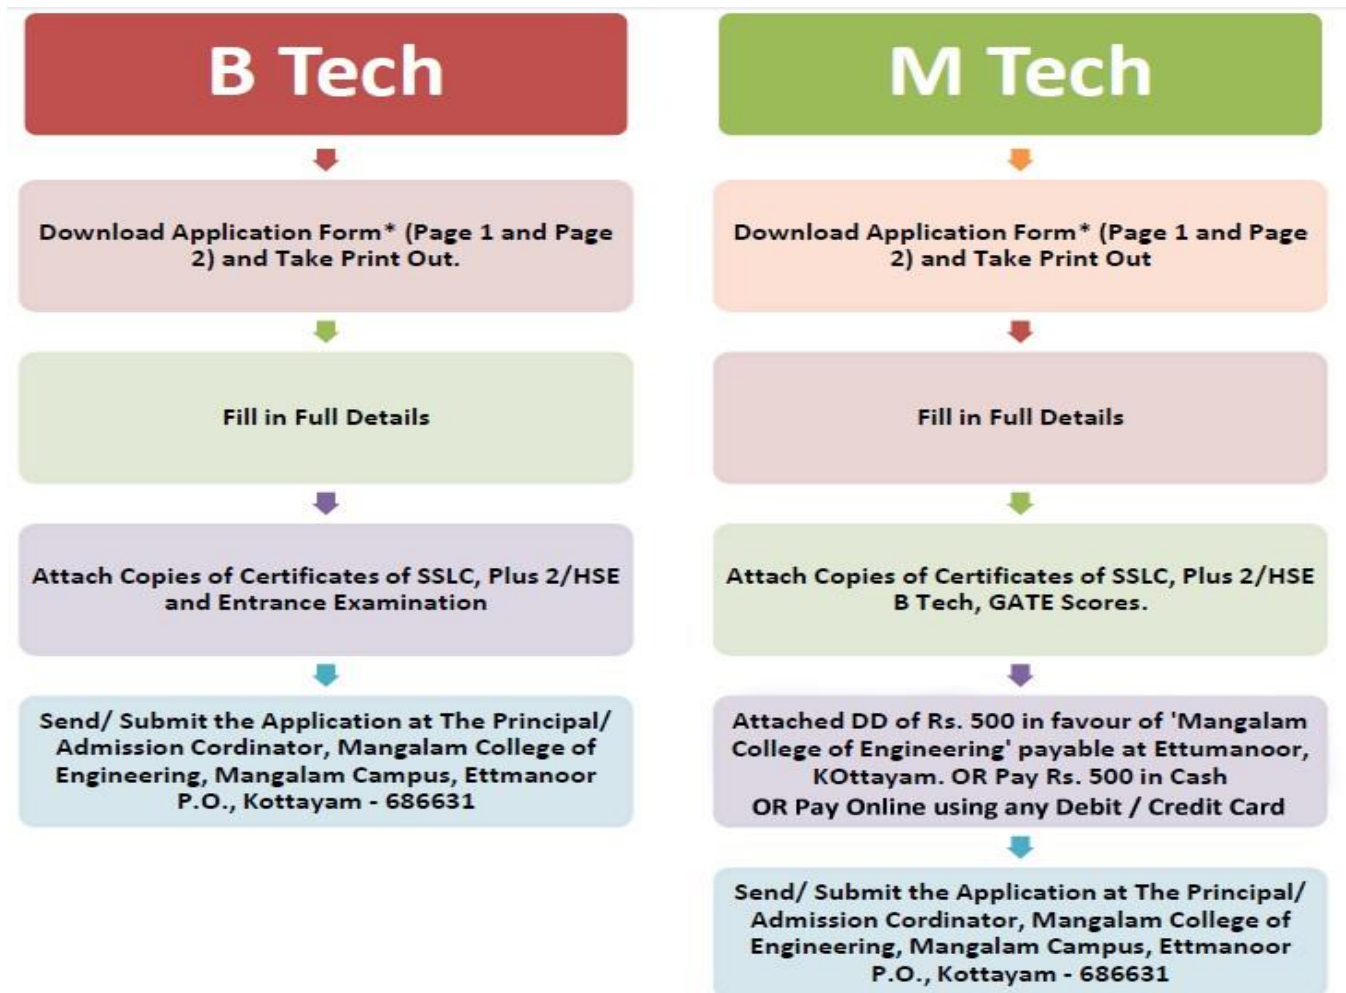 B Tech
Download Application Form* (Page 1 and Page
2) and Take Print Out.
Fill in Full Details
Attach Copies of Certificates of SSLC, Plus 2/HSE
and Entrance Examination
Send/ Submit the Application at The Principal/
Admission Cordinator, Mangalam College of
Engineering, Mangalam Campus, Ettmanoor
P.O., Kottayam - 686631
M Tech
Download Application Form* (Page 1 and Page
2) and Take Print Out
Fill in Full Details
Attach Copies of Certificates of SSLC, Plus 2/HSE
B Tech, GATE Scores.
Attached DD of Rs. 500 in favour of 'Mangalam
College of Engineering' payable at Ettumanoor,
KOttayam. OR Pay Rs. 500 in Cash
OR Pay Online using any Debit / Credit Card
Send/ Submit the Application at The Principal/
Admission Cordinator, Mangalam College of
Engineering, Mangalam Campus, Ettmanoor
P.O., Kottayam - 686631